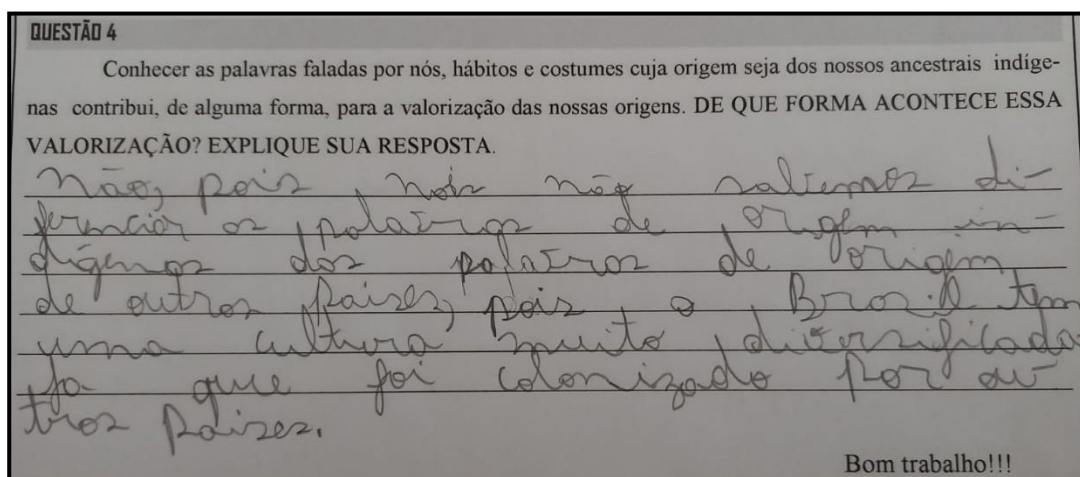 QUESTÃO 4
Conhecer as palavras faladas por nós, hábitos e costumes cuja origem seja dos nossos ancestrais indíge-
nas contribui, de alguma forma, para a valorização das nossas origens. DE QUE FORMA ACONTECE ESSA
VALORIZAÇÃO? EXPLIQUE SUA RESPOSTA.
Não, pois nois não sabemos di-
ferenciar as palavras de origem in-
dígenas das palavras de origem
de outros países, pois o Brasil tem
uma cultura muito diversificada
ja que foi colonizado por ou
tros países.
Bom trabalho!!!